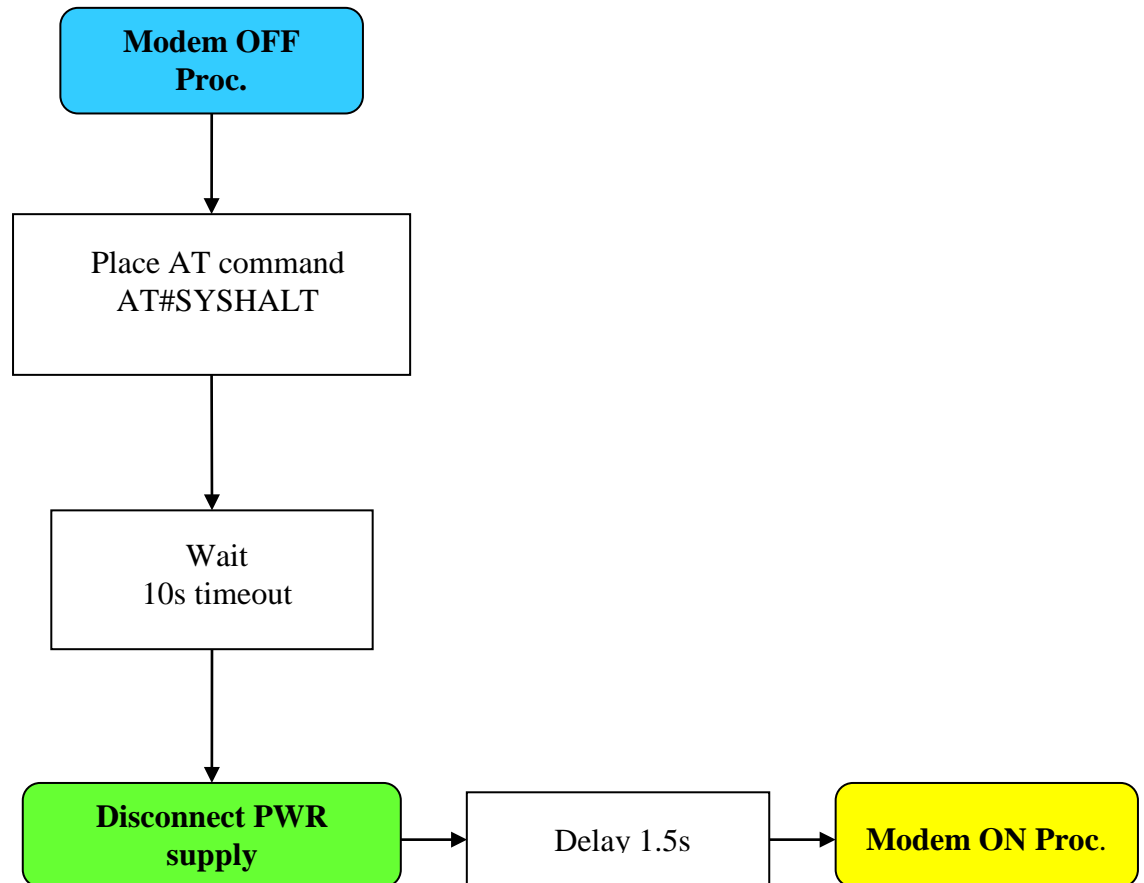 Modem OFF
Proc.
Place AT command
AT#SYSHALT
Wait
10s timeout
Disconnect PWR
supply
Delay 1.5s
Modem ON Proc.